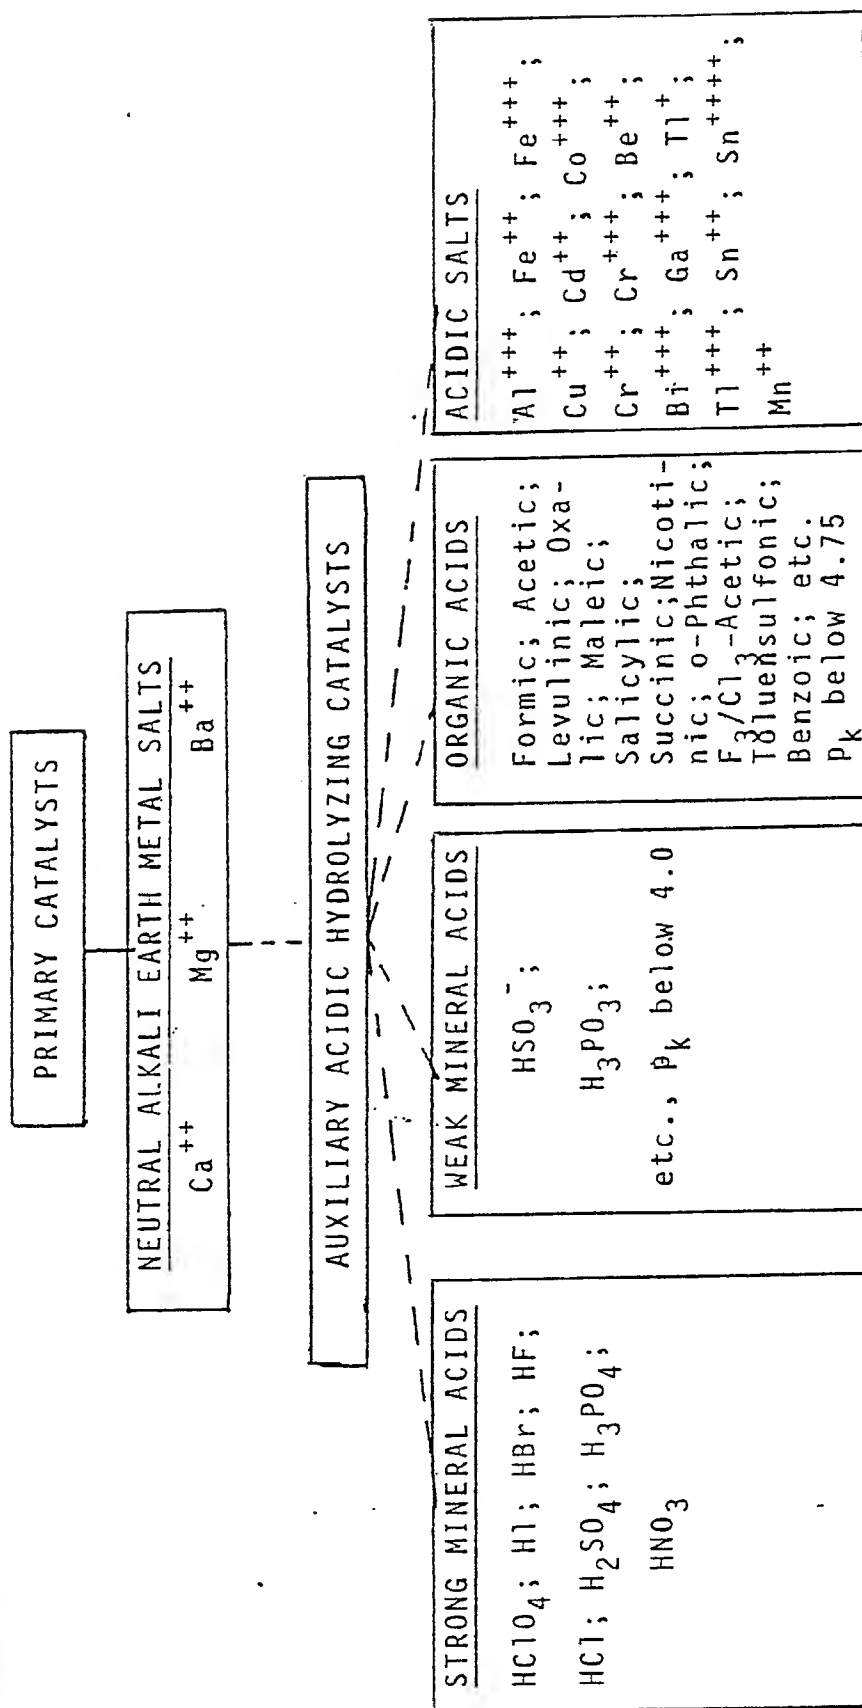 PRIMARY CATALYSTS
NEUTRAL ALKALI EARTH METAL SALTS
Ca++ Mg++ Ba++
AUXILIARY ACIDIC HYDROLYZING CATALYSTS
STRONG MINERAL ACIDS
HClO4; Hl; HBr; HF;
HCl; H2SO4; H3PO4;
HNO3
WEAK MINERAL ACIDS
HSO3-;
H3PO3;
etc., Pk below 4.0
ORGANIC ACIDS
Formic; Acetic;
Levulinic; Oxa-
lic; Maleic;
Salicylic;
Succinic;Nicoti-
nic; o-Phthalic;
F3/Cl3-Acetic;
Toluensulfonic;
Benzoic; etc.
Pk below 4.75
ACIDIC SALTS
Al+++; Fe++; Fe+++;
Cu++; Cd++; Co+++;
Cr++; Cr+++; Be++;
Bi+++; Ga+++; Tl+;
Tl+++; Sn++; Sn++++;
Mn++